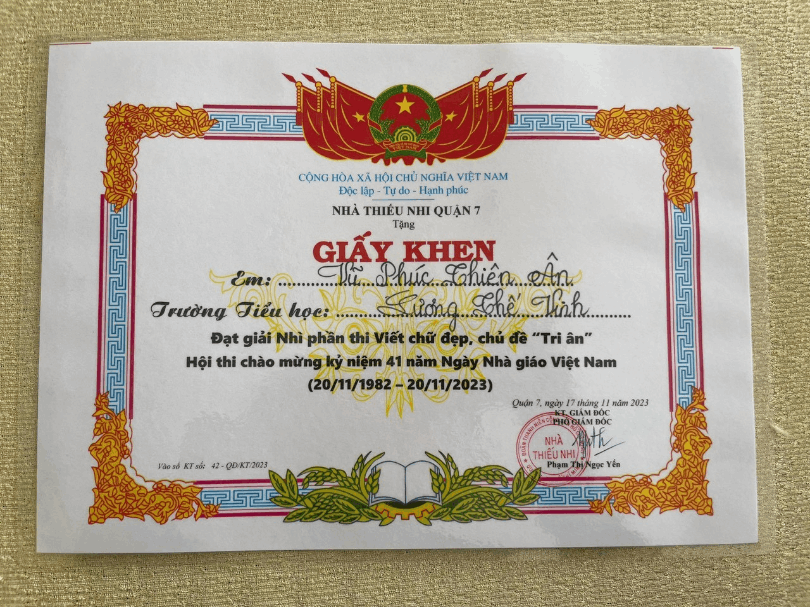 CỘNG HÒA XÃ HỘI CHỦ NGHĨA VIỆT NAM
Độc lập - Tự do - Hạnh phúc
NHÀ THIẾU NHI QUẬN 7
Tặng
GIẤY KHEN
Em: Vũ Phúc Thiên Ân
Trường Tiểu học: Lương Thế Vinh
Đạt giải Nhì phần thi Viết chữ đẹp, chủ đề “Tri ân”
Hội thi chào mừng kỷ niệm 41 năm Ngày Nhà giáo Việt Nam
(20/11/1982 – 20/11/2023)
Quận 7, ngày 17 tháng 11 năm 2023
KT. GIÁM ĐỐC
PHÓ GIÁM ĐỐC
NHÀ
THIẾU NHI
Phạm Thị Ngọc Yến
Vào sổ KT số: 42 - QĐ/KT/2023